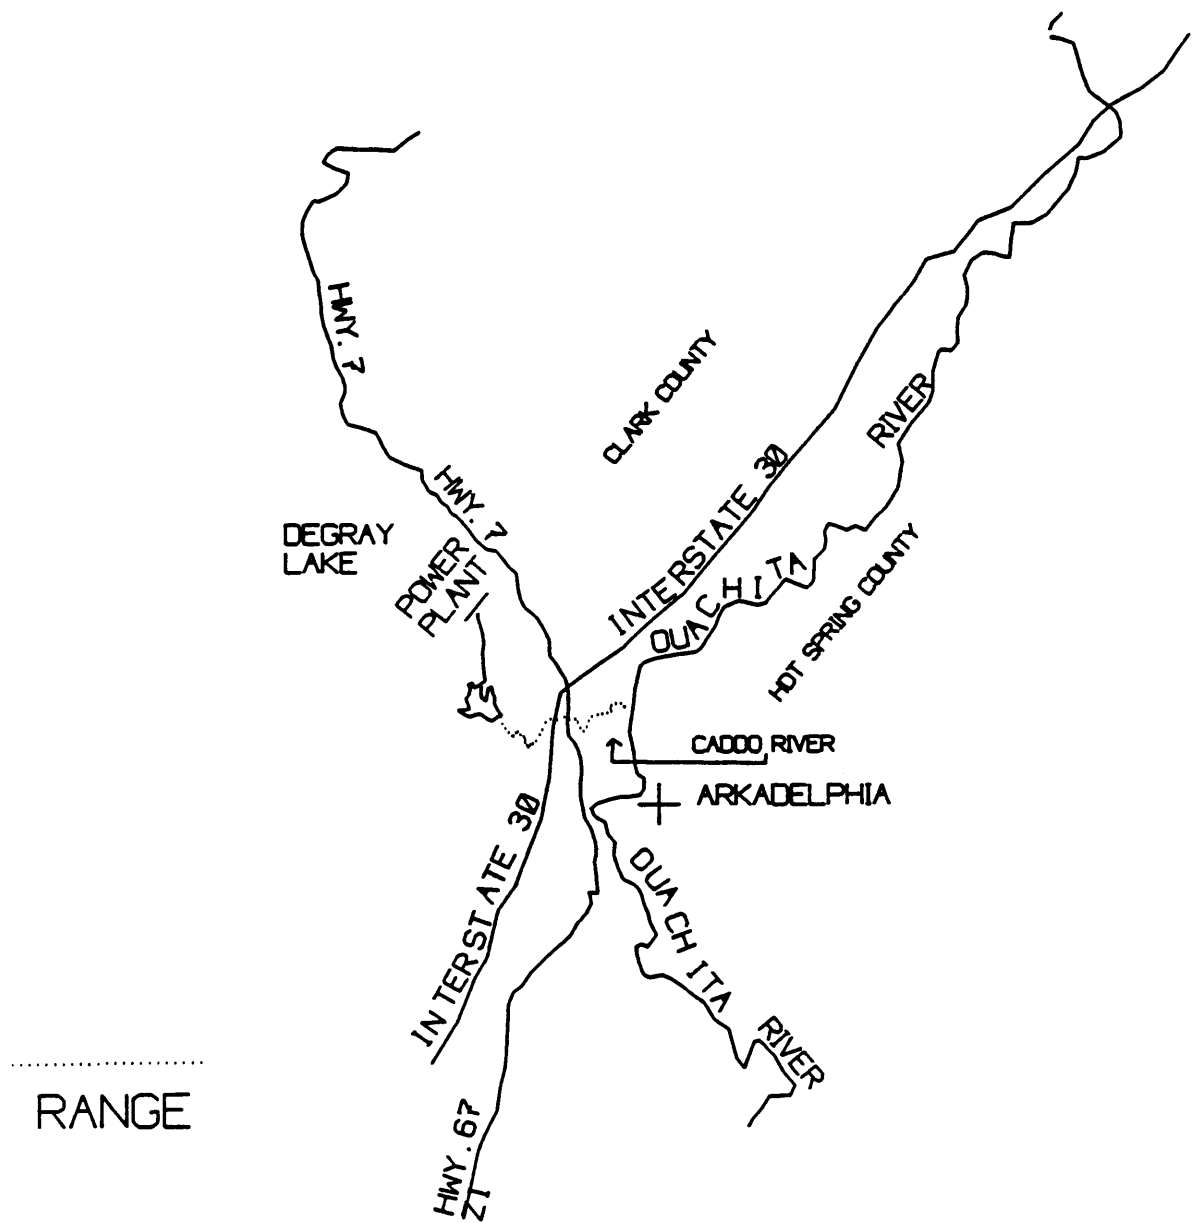 HWY. 7
CLARK COUNTY
RIVER
HWY. 7
INTERSTATE 30
DEGRAY
LAKE
POWER
PLANT
OUACHITA
HOT SPRING COUNTY
CADDO RIVER
ARKADELPHIA
INTERSTATE 30
OUACHITA
RIVER
RANGE
HWY. 67